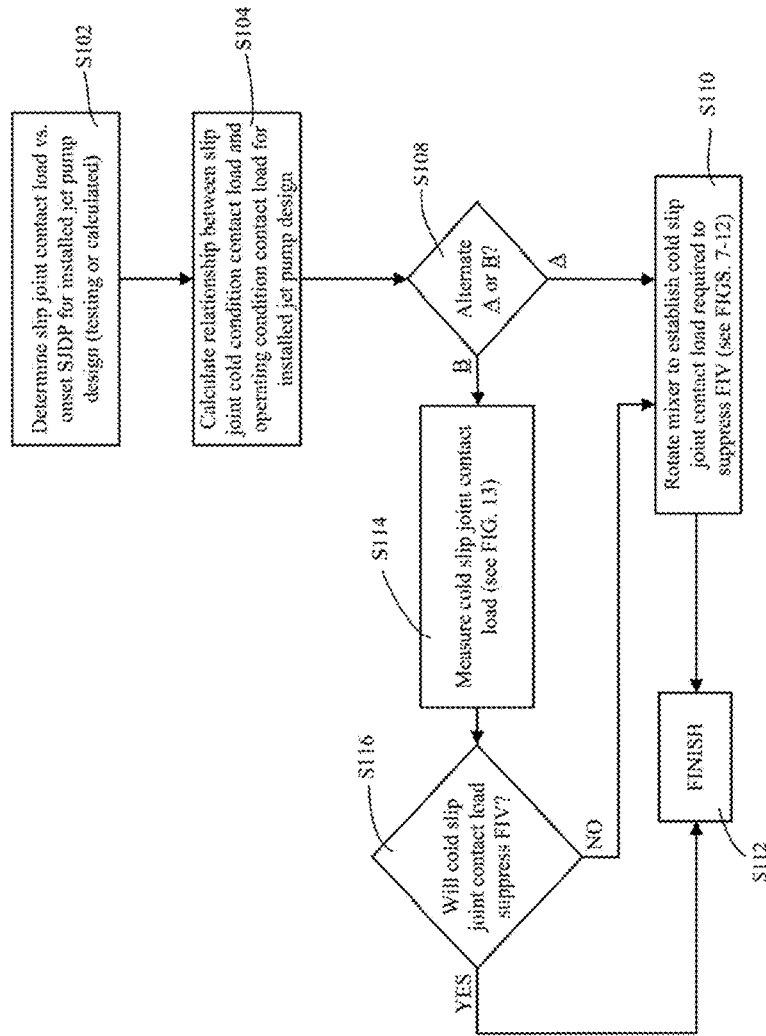 S102
Determine slip joint contact load vs.
onset SJDP for installed jet pump
design (testing or calculated)
S104
Calculate relationship between slip
joint cold condition contact load and
operating condition contact load for
installed jet pump design
S108
Alternate
A or B?
B
A
S114
Measure cold slip joint contact
load (see FIG. 13)
S116
Will cold slip
joint contact load
suppress FIV?
YES
NO
S110
Rotate mixer to establish cold slip
joint contact load required to
suppress FIV (see FIGS. 7-12)
FINISH
S112